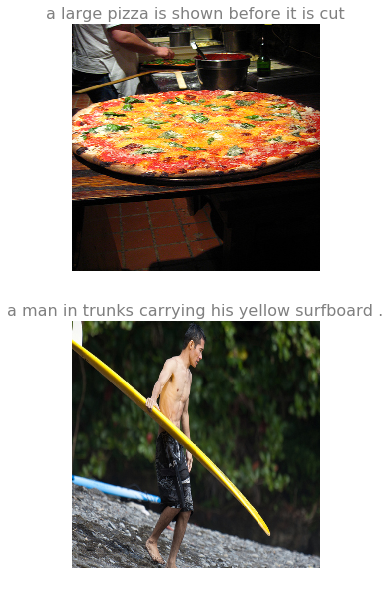 a large pizza is shown before it is cut
a man in trunks carrying his yellow surfboard .